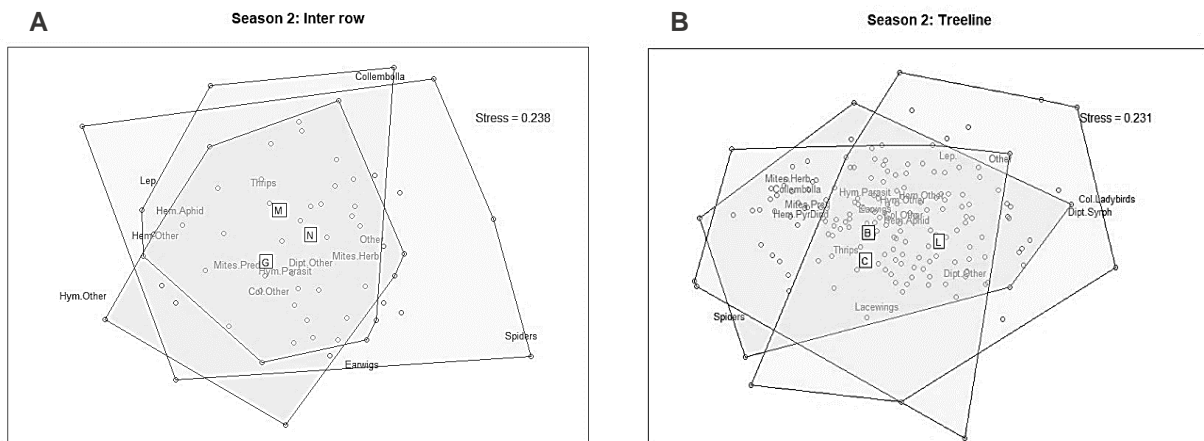 A
Season 2: Inter row
Collembolla
Stress = 0.238
Lep.
Thrips
Hem.Aphid
M
Hem.Other
N
Other
G
Mites.Pred
Dipt.Other
Mites.Herb
Hym.Parasit
Col.Other
Hym.Other
Spiders
Earwigs
B
Season 2: Treeline
Stress = 0.231
Lep.
Other
Mites.Herb
Collembolla
Hym.Parasit
Hem.Other
Hym.Other
Col.Ladybirds
Mites.Pred
Earwigs
Dipt.Syrph
Col.Other
Hem.Aphid
B
L
Thrips
C
Dipt.Other
Lacewings
Spiders